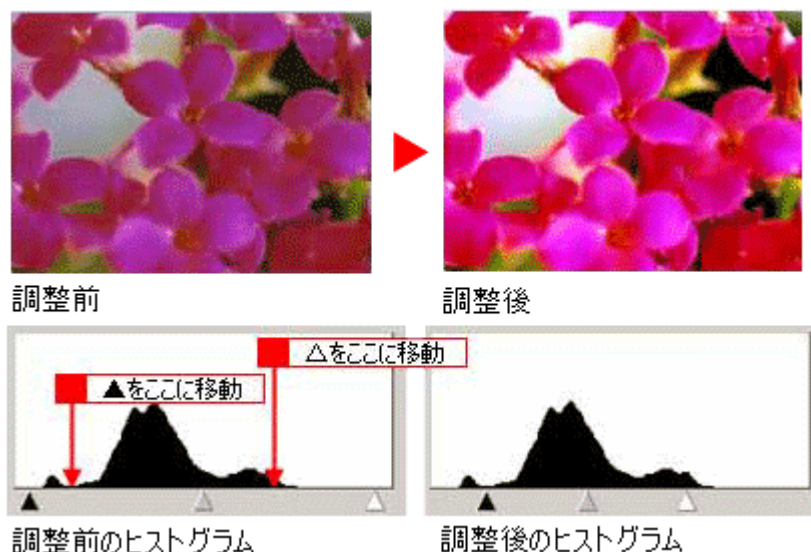 調整前
調整後
△をここに移動
▲をここに移動
調整前のヒストグラム
調整後のヒストグラム